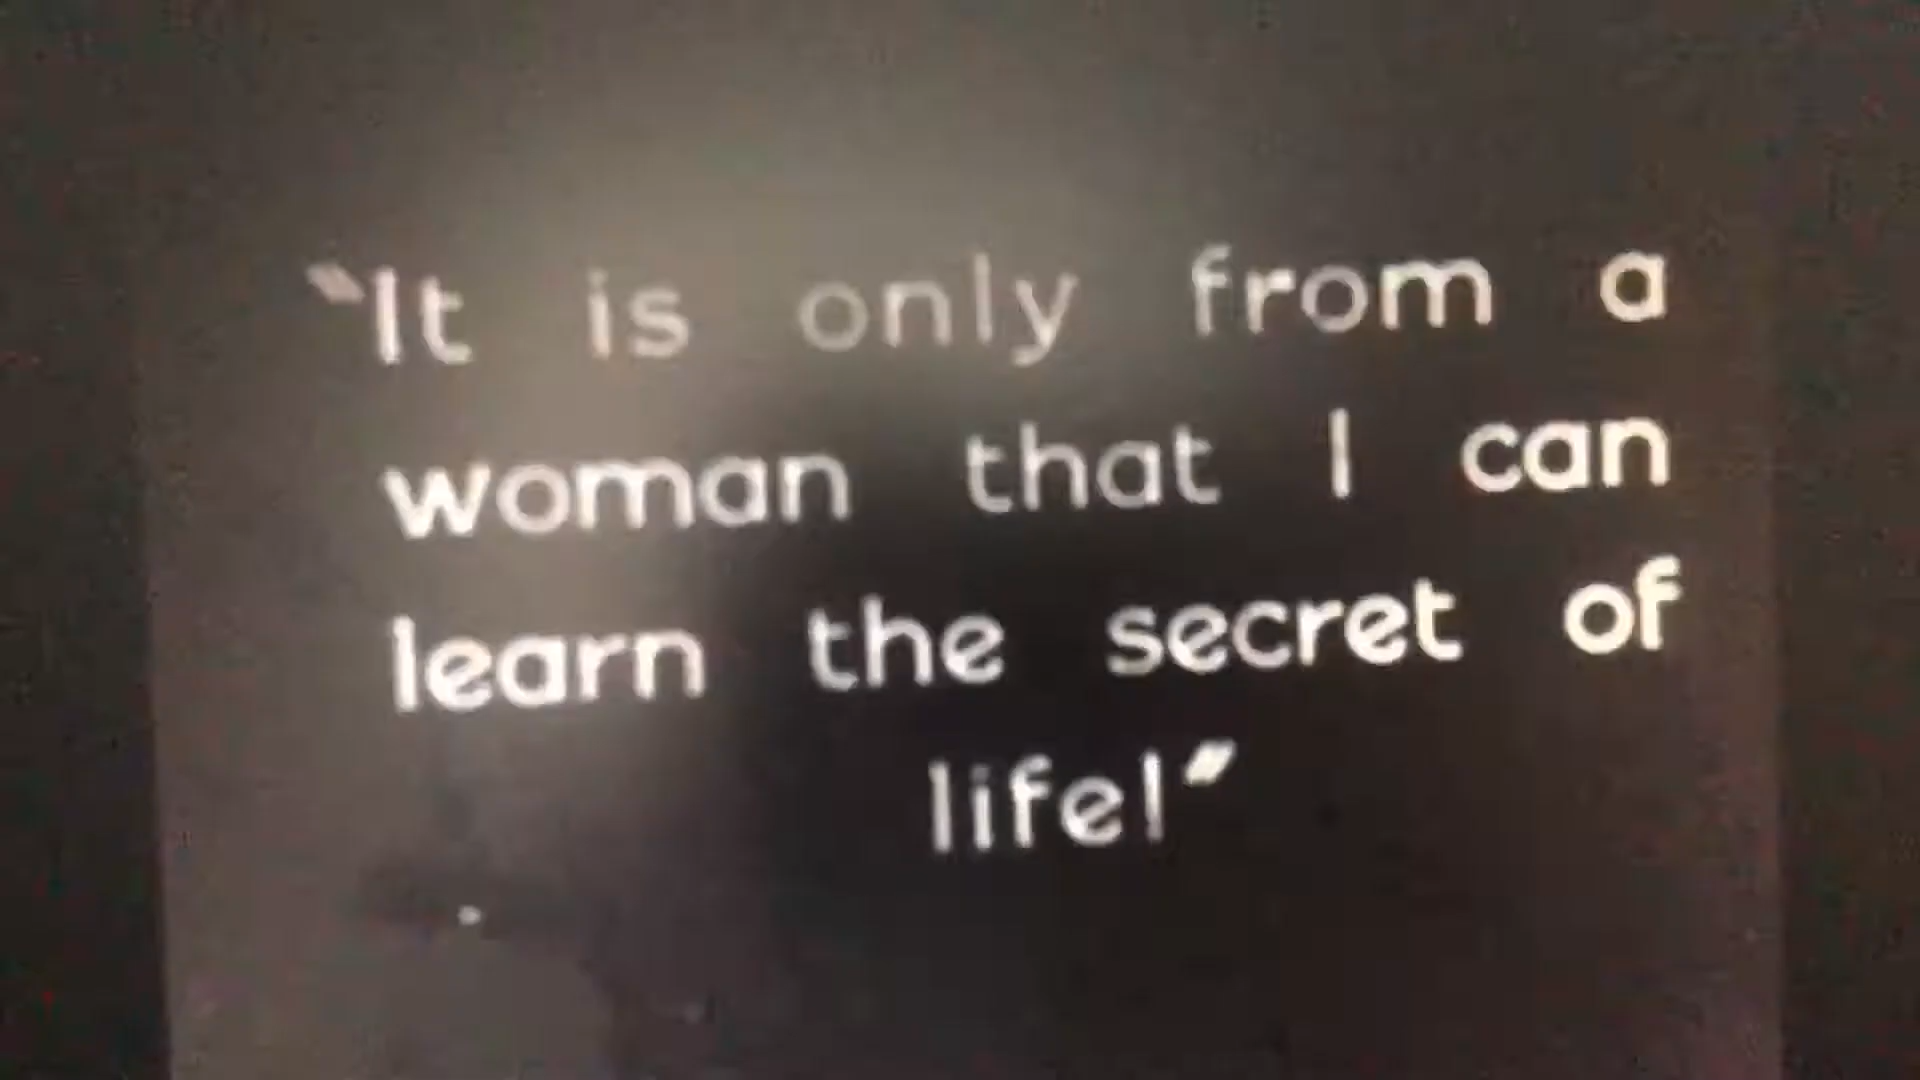 "It is only from a
woman that I can
learn the secret of
life!"